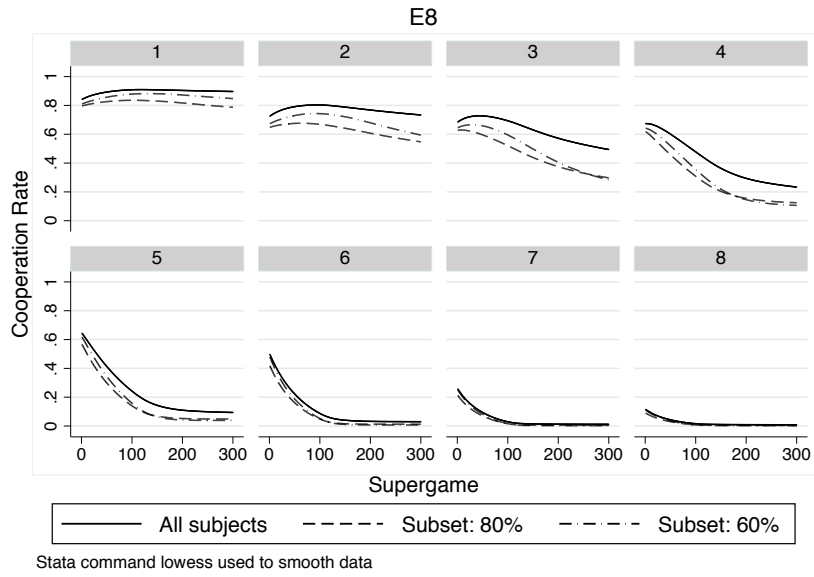 E8
1 2 3 4
1
.8
.6
.4
.2
0
5 6 7 8
1
.8
.6
.4
.2
0
Cooperation Rate
0 100 200 300 0 100 200 300 0 100 200 300 0 100 200 300
Supergame
All subjects Subset: 80% Subset: 60%
Stata command lowess used to smooth data